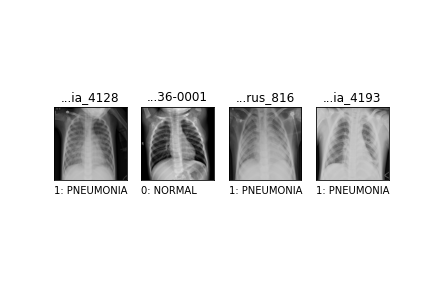 ...ia_4128
...36-0001
...rus_816
...ia_4193
1: PNEUMONIA
0: NORMAL
1: PNEUMONIA
1: PNEUMONIA